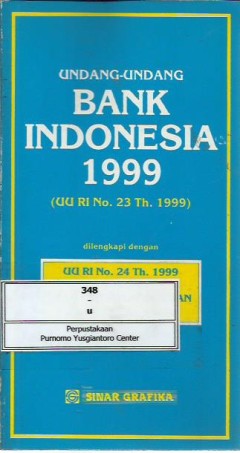 UNDANG-UNDANG
BANK
INDONESIA
1999
(UU RI No. 23 Th. 1999)
dilengkapi dengan
UU RI No. 24 Th. 1999
348
-
u
AN
Perpustakaan
Purnomo Yusgiantoro Center
SINAR GRAFIKA